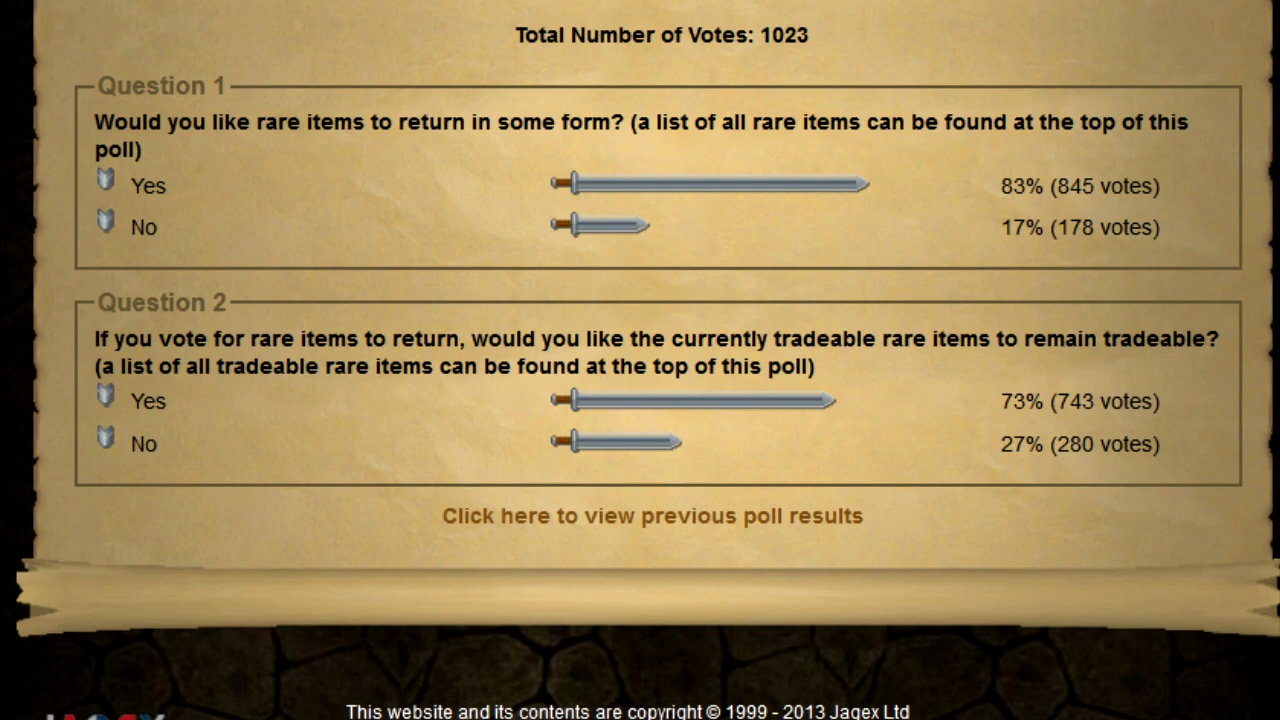 Total Number of Votes: 1023
Question 1
Would you like rare items to return in some form? (a list of all rare items can be found at the top of this
poll)
Yes 83% (845 votes)
No 17% (178 votes)
Question 2
If you vote for rare items to return, would you like the currently tradeable rare items to remain tradeable?
(a list of all tradeable rare items can be found at the top of this poll)
Yes 73% (743 votes)
No 27% (280 votes)
Click here to view previous poll results
This website and its contents are copyright © 1999 - 2013 Jagex Ltd